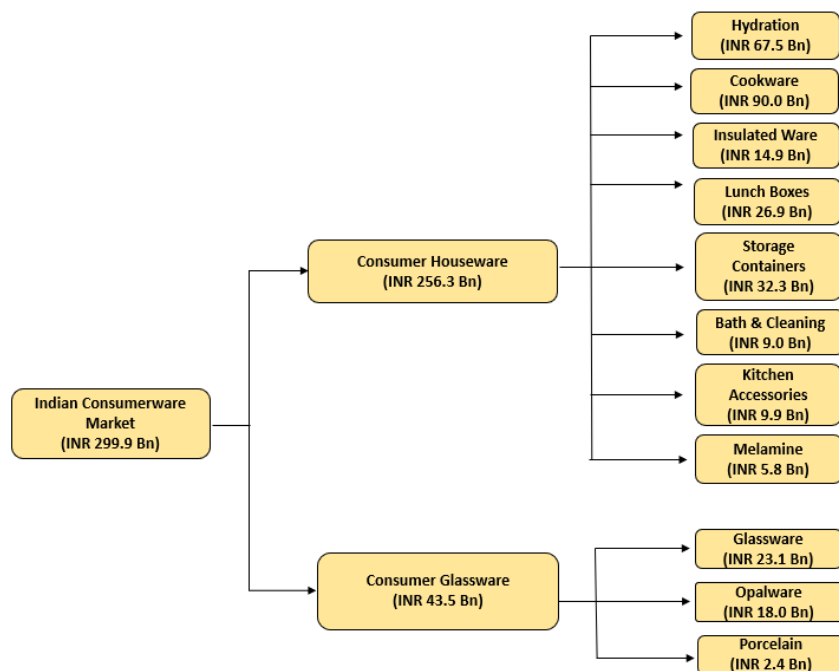 Indian Consumerware
Market
(INR 299.9 Bn)
Consumer Houseware
(INR 256.3 Bn)
Hydration
(INR 67.5 Bn)
Cookware
(INR 90.0 Bn)
Insulated Ware
(INR 14.9 Bn)
Lunch Boxes
(INR 26.9 Bn)
Storage
Containers
(INR 32.3 Bn)
Bath & Cleaning
(INR 9.0 Bn)
Kitchen
Accessories
(INR 9.9 Bn)
Melamine
(INR 5.8 Bn)
Consumer Glassware
(INR 43.5 Bn)
Glassware
(INR 23.1 Bn)
Opalware
(INR 18.0 Bn)
Porcelain
(INR 2.4 Bn)